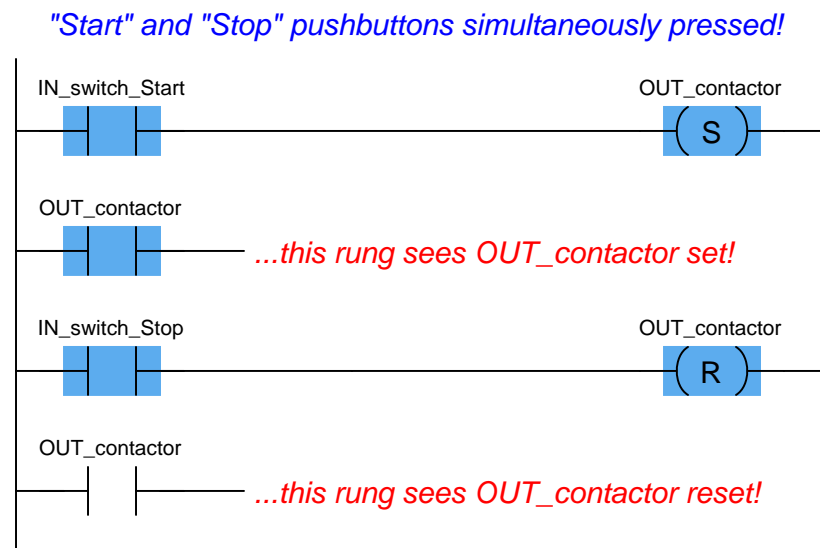 "Start" and "Stop" pushbuttons simultaneously pressed!
IN_switch_Start
OUT_contactor
S
OUT_contactor
...this rung sees OUT_contactor set!
IN_switch_Stop
OUT_contactor
R
OUT_contactor
...this rung sees OUT_contactor reset!